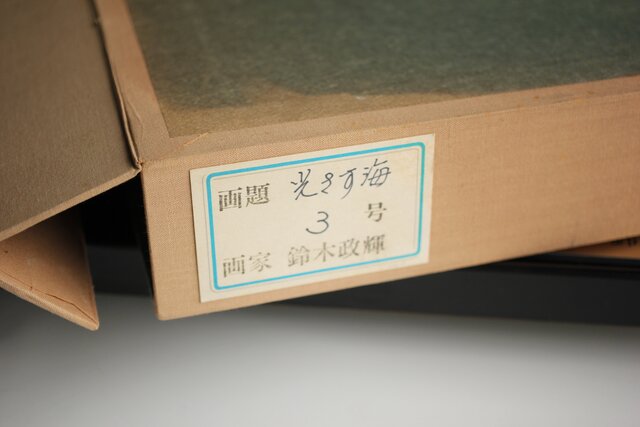 画題 光さす海
3 号
画家 鈴木政輝